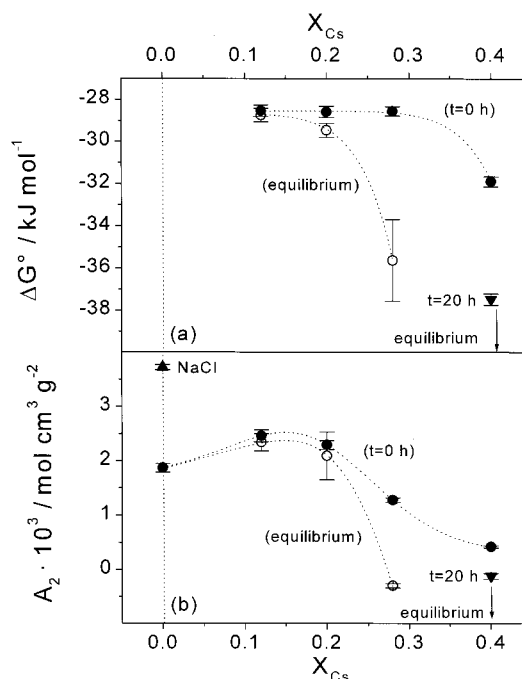 X_Cs
0.0 0.1 0.2 0.3 0.4
-28
-30
-32
-34
-36
-38
ΔG° / kJ mol⁻¹
(t=0 h)
(equilibrium)
t=20 h
equilibrium
(a)
4
2
0
A₂ · 10³ / mol cm³ g⁻²
NaCl
(t=0 h)
(equilibrium)
t=20 h
equilibrium
(b)
0.0 0.1 0.2 0.3 0.4
X_Cs